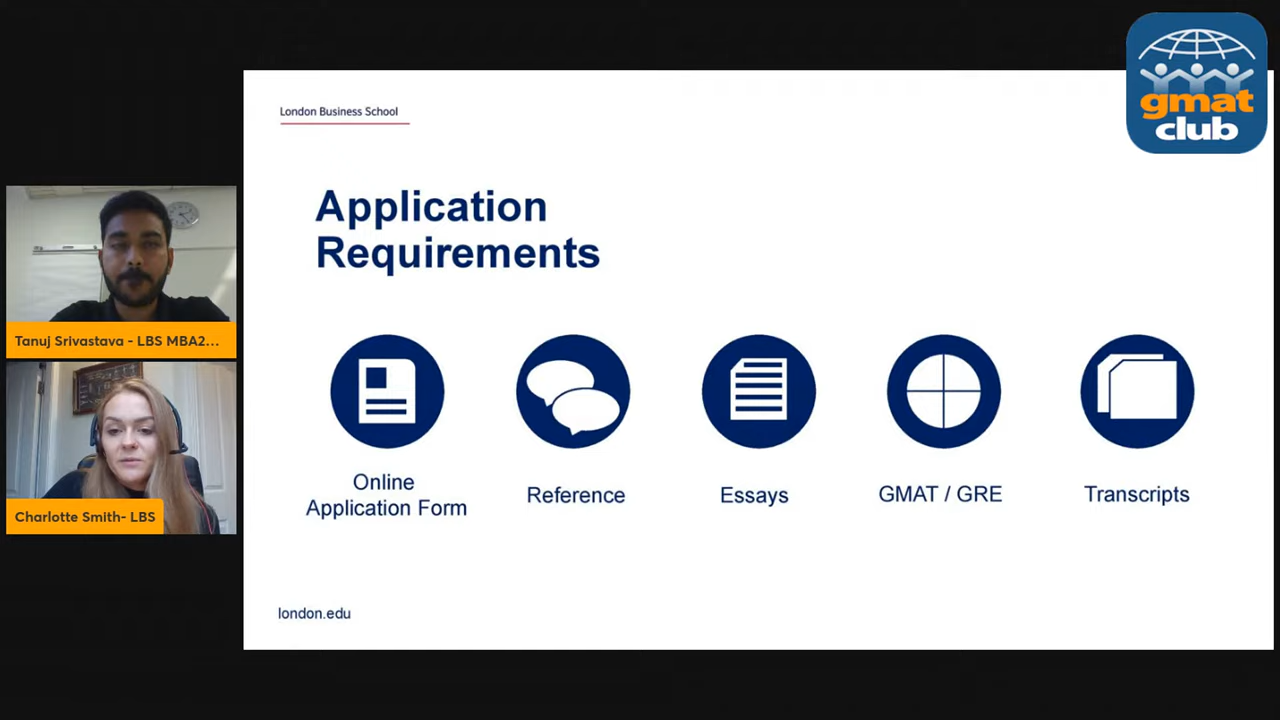 gmat
club
London Business School
Application
Requirements
Tanuj Srivastava - LBS MBA2...
Charlotte Smith- LBS
Online
Application Form
Reference
Essays
GMAT / GRE
Transcripts
london.edu